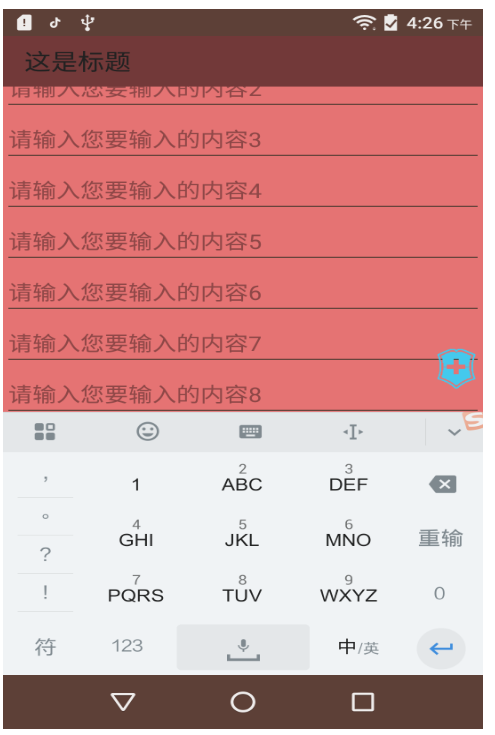 4:26 下午
这是标题
请输入您要输入的内容2
请输入您要输入的内容3
请输入您要输入的内容4
请输入您要输入的内容5
请输入您要输入的内容6
请输入您要输入的内容7
请输入您要输入的内容8
, 1 2 ABC 3 DEF
。 4 GHI 5 JKL 6 MNO 重输
?
! 7 PQRS 8 TUV 9 WXYZ 0
符 123 中/英